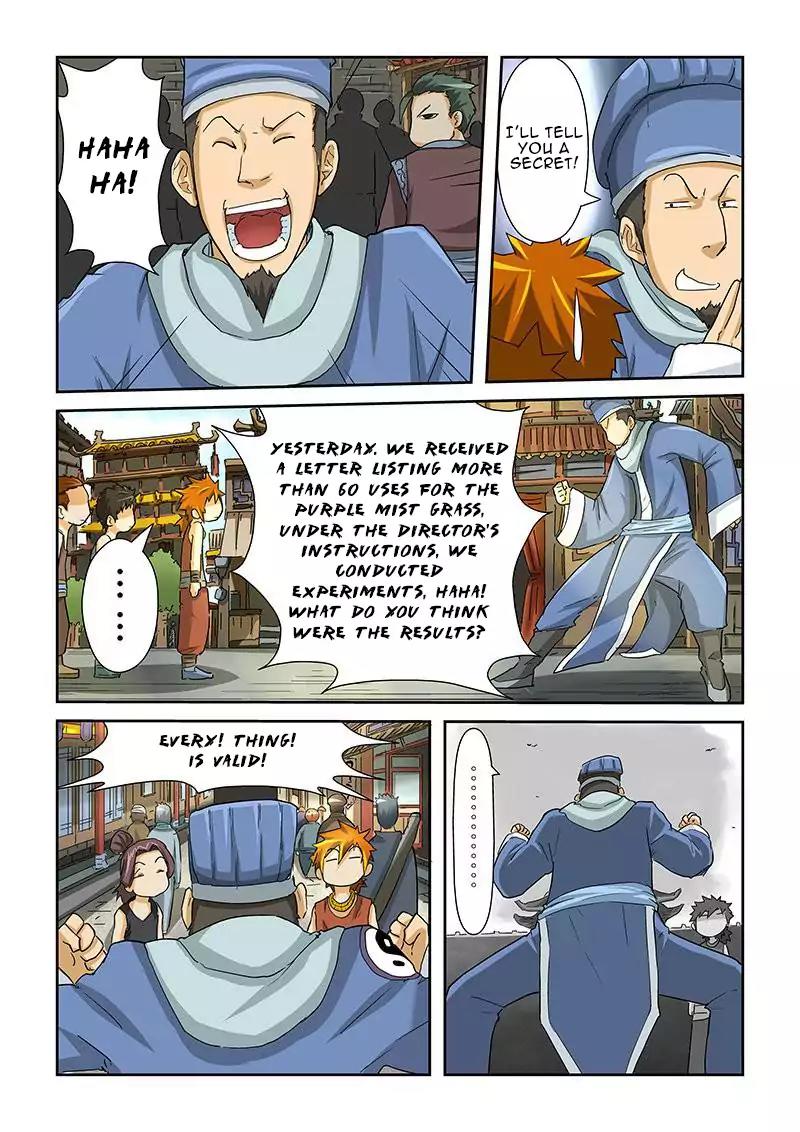 HAHA
HA!
I'LL TELL
YOU A
SECRET!
YESTERDAY, WE RECEIVED
A LETTER LISTING MORE
THAN 60 USES FOR THE
PURPLE MIST GRASS,
UNDER THE DIRECTOR'S
INSTRUCTIONS, WE
CONDUCTED
EXPERIMENTS, HAHA!
WHAT DO YOU THINK
WERE THE RESULTS?
......
EVERY! THING!
IS VALID!
............